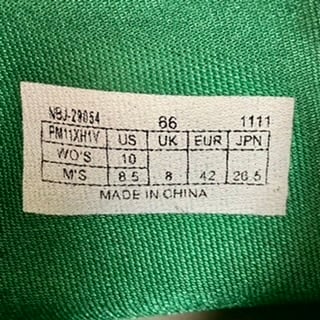 NBJ-29054 66 1111
PM11XH1V US UK EUR JPN
WO'S 10
M'S 8.5 8 42 26.5
MADE IN CHINA